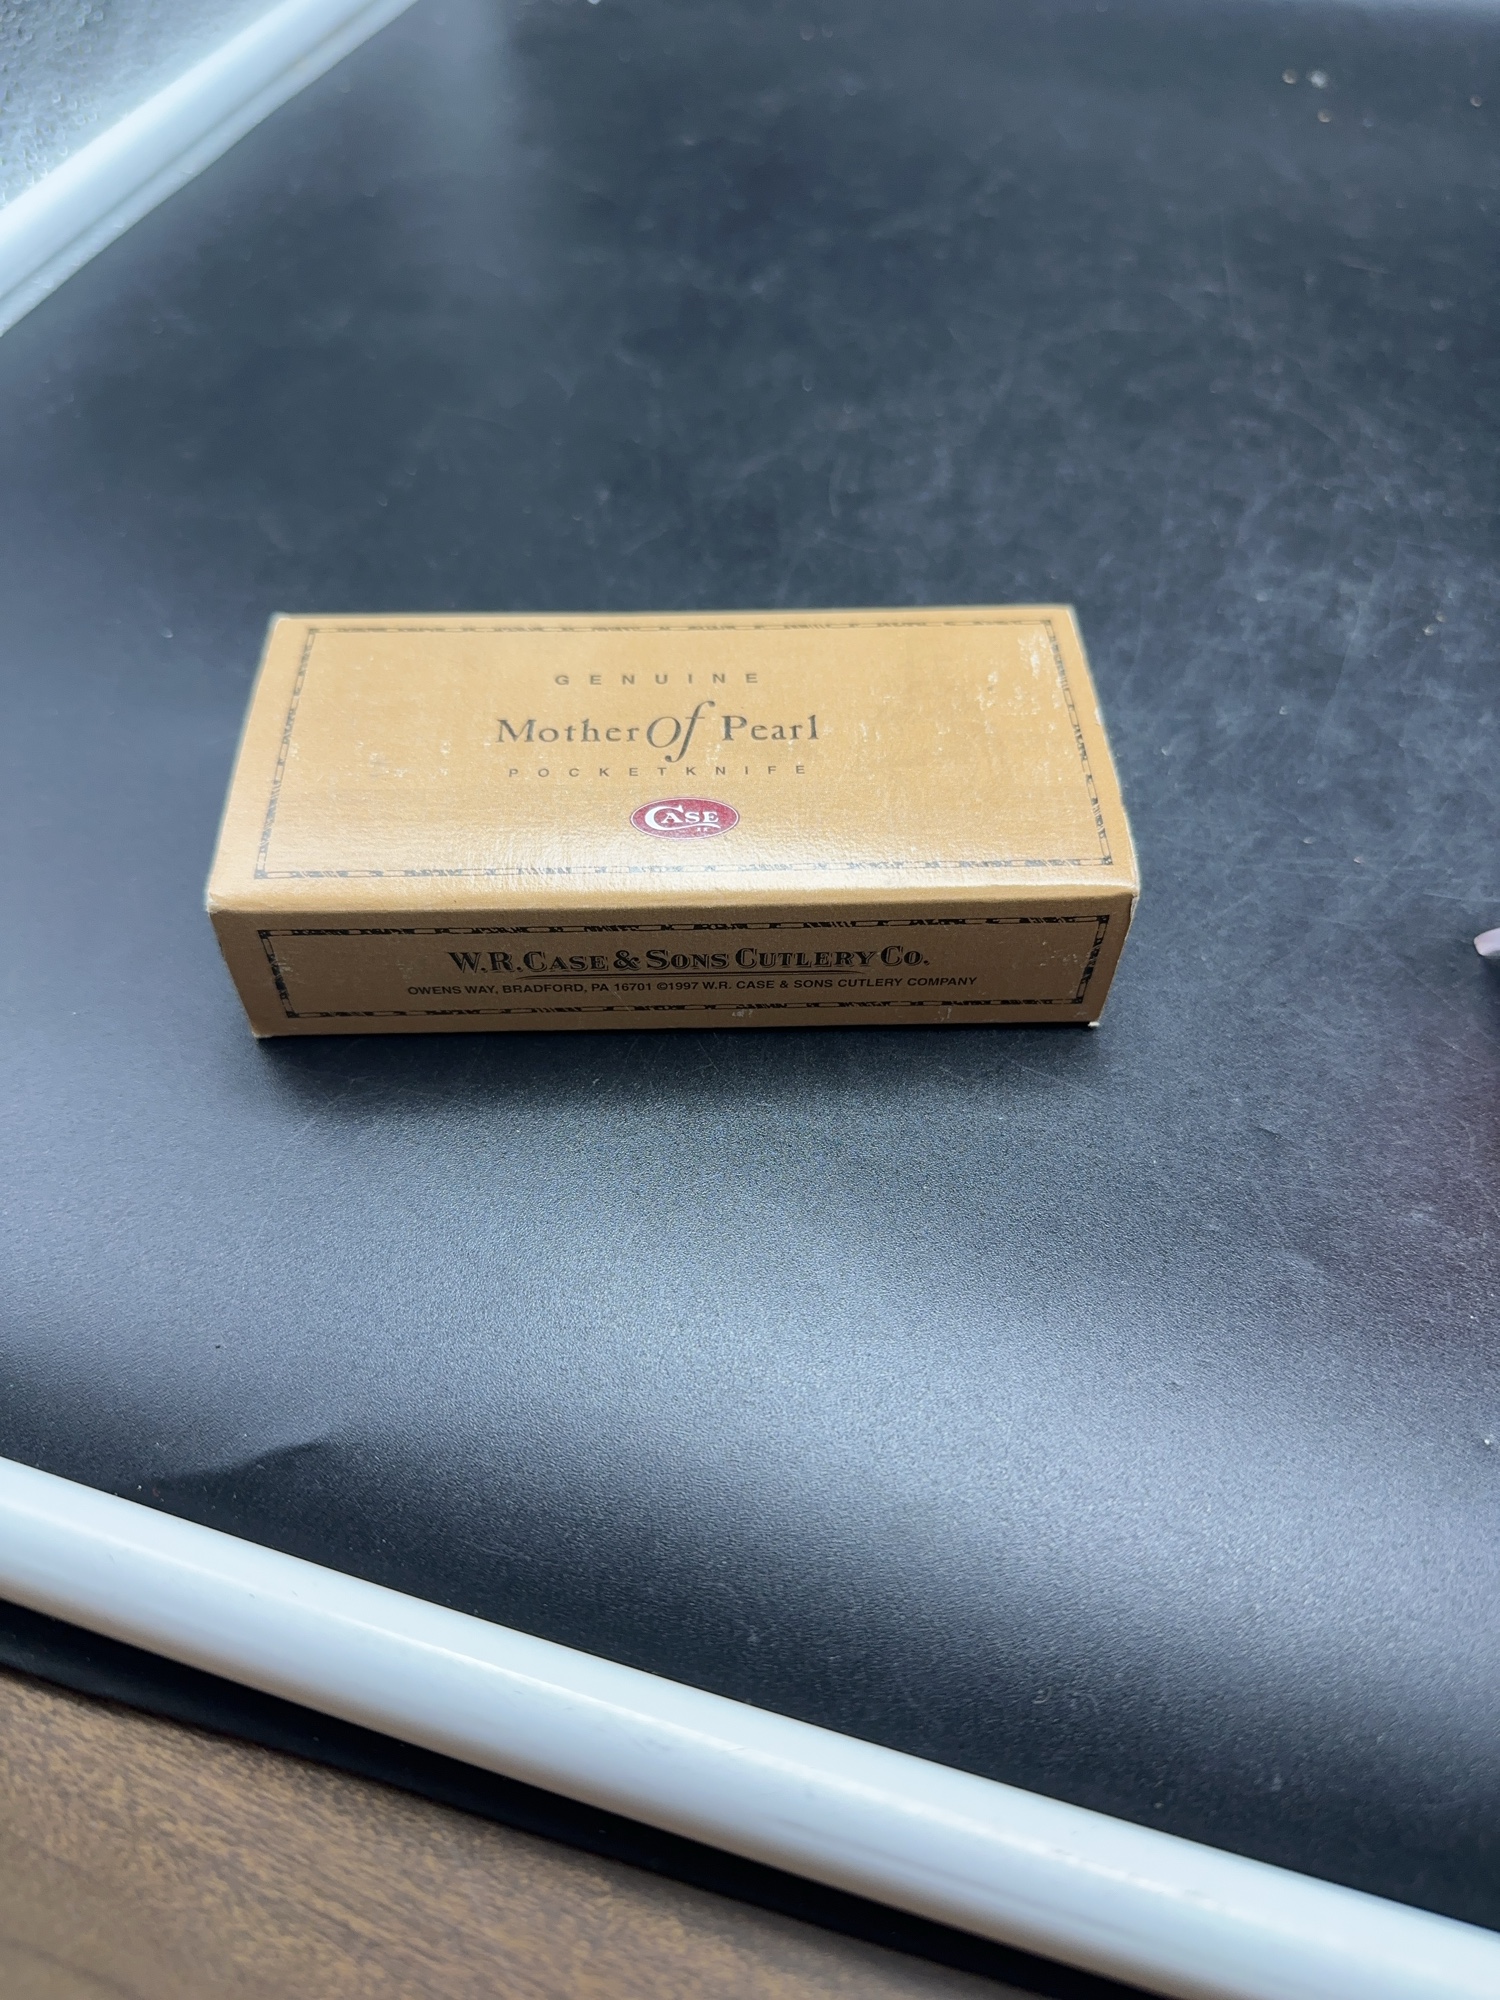 GENUINE
Mother Of Pearl
POCKETKNIFE
CASE
W.R. CASE & SONS CUTLERY CO.
OWENS WAY, BRADFORD, PA 16701 ©1997 W.R. CASE & SONS CUTLERY COMPANY